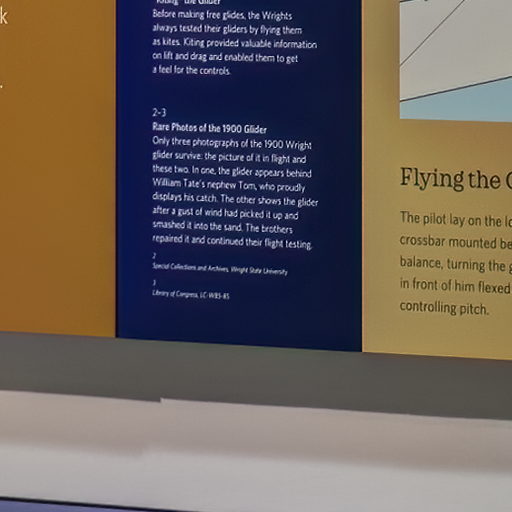 k
.
"Kiting" the Glider
Before making free glides, the Wrights
always tested their gliders by flying them
as kites. Kiting provided valuable information
on lift and drag and enabled them to get
a feel for the controls.
2-3
Rare Photos of the 1900 Glider
Only three photographs of the 1900 Wright
glider survive: the picture of it in flight and
these two. In one, the glider appears behind
William Tate's nephew Tom, who proudly
displays his catch. The other shows the glider
after a gust of wind had picked it up and
smashed it into the sand. The brothers
repaired it and continued their flight testing.
2
Special Collections and Archives, Wright State University
3
Library of Congress, LC-W85-85
Flying the G
The pilot lay on the lo
crossbar mounted be
balance, turning the g
in front of him flexed
controlling pitch.